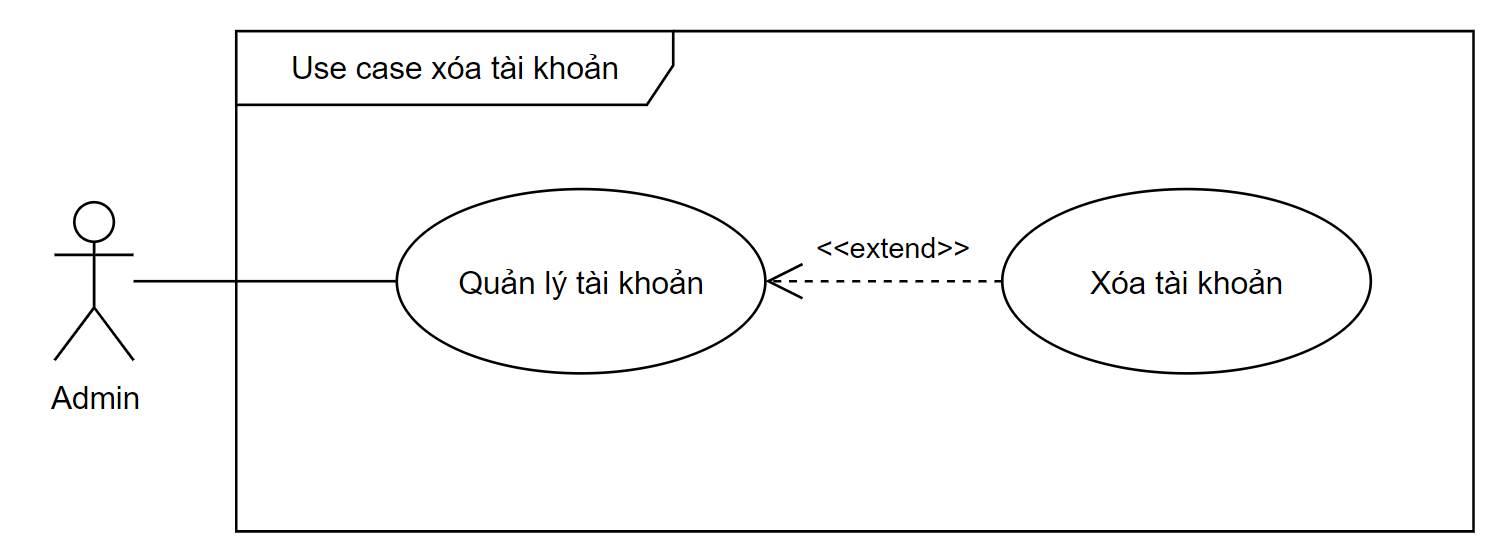 Use case xóa tài khoản
<<extend>>
Quản lý tài khoản
Xóa tài khoản
Admin